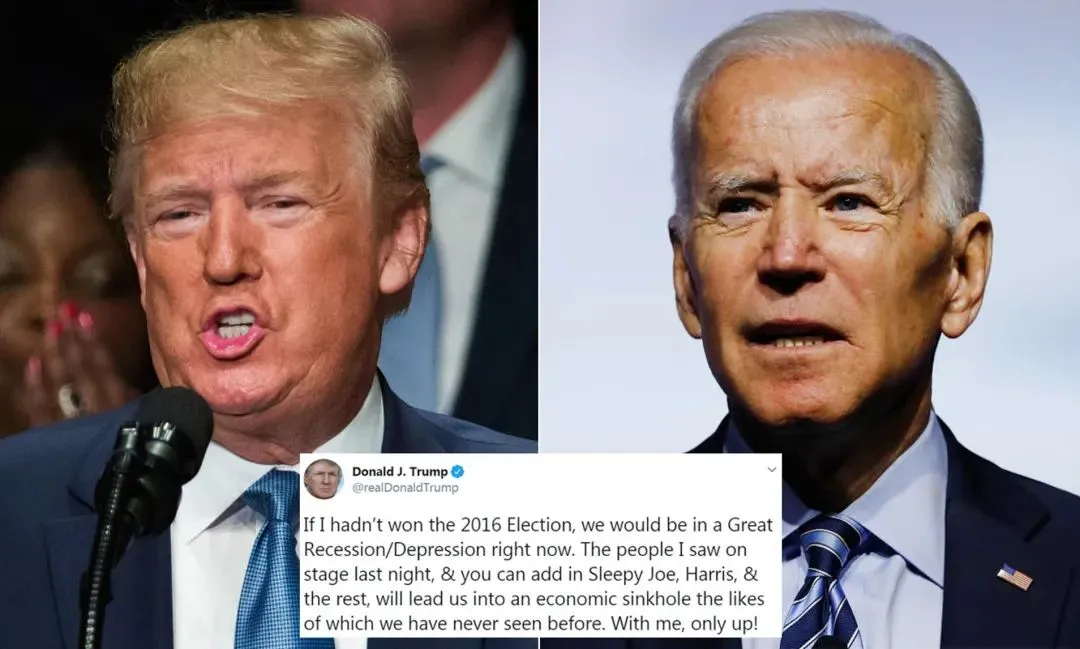 Donald J. Trump
@realDonaldTrump
If I hadn't won the 2016 Election, we would be in a Great
Recession/Depression right now. The people I saw on
stage last night, & you can add in Sleepy Joe, Harris, &
the rest, will lead us into an economic sinkhole the likes
of which we have never seen before. With me, only up!